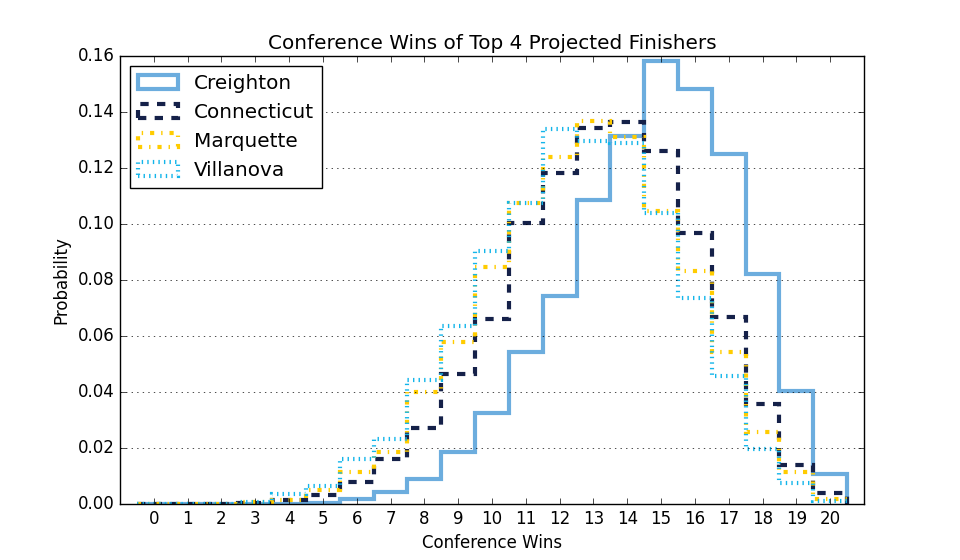 Conference Wins of Top 4 Projected Finishers
0.16
0.14
0.12
0.10
0.08
0.06
0.04
0.02
0.00
Probability
Creighton
Connecticut
Marquette
Villanova
0 1 2 3 4 5 6 7 8 9 10 11 12 13 14 15 16 17 18 19 20
Conference Wins